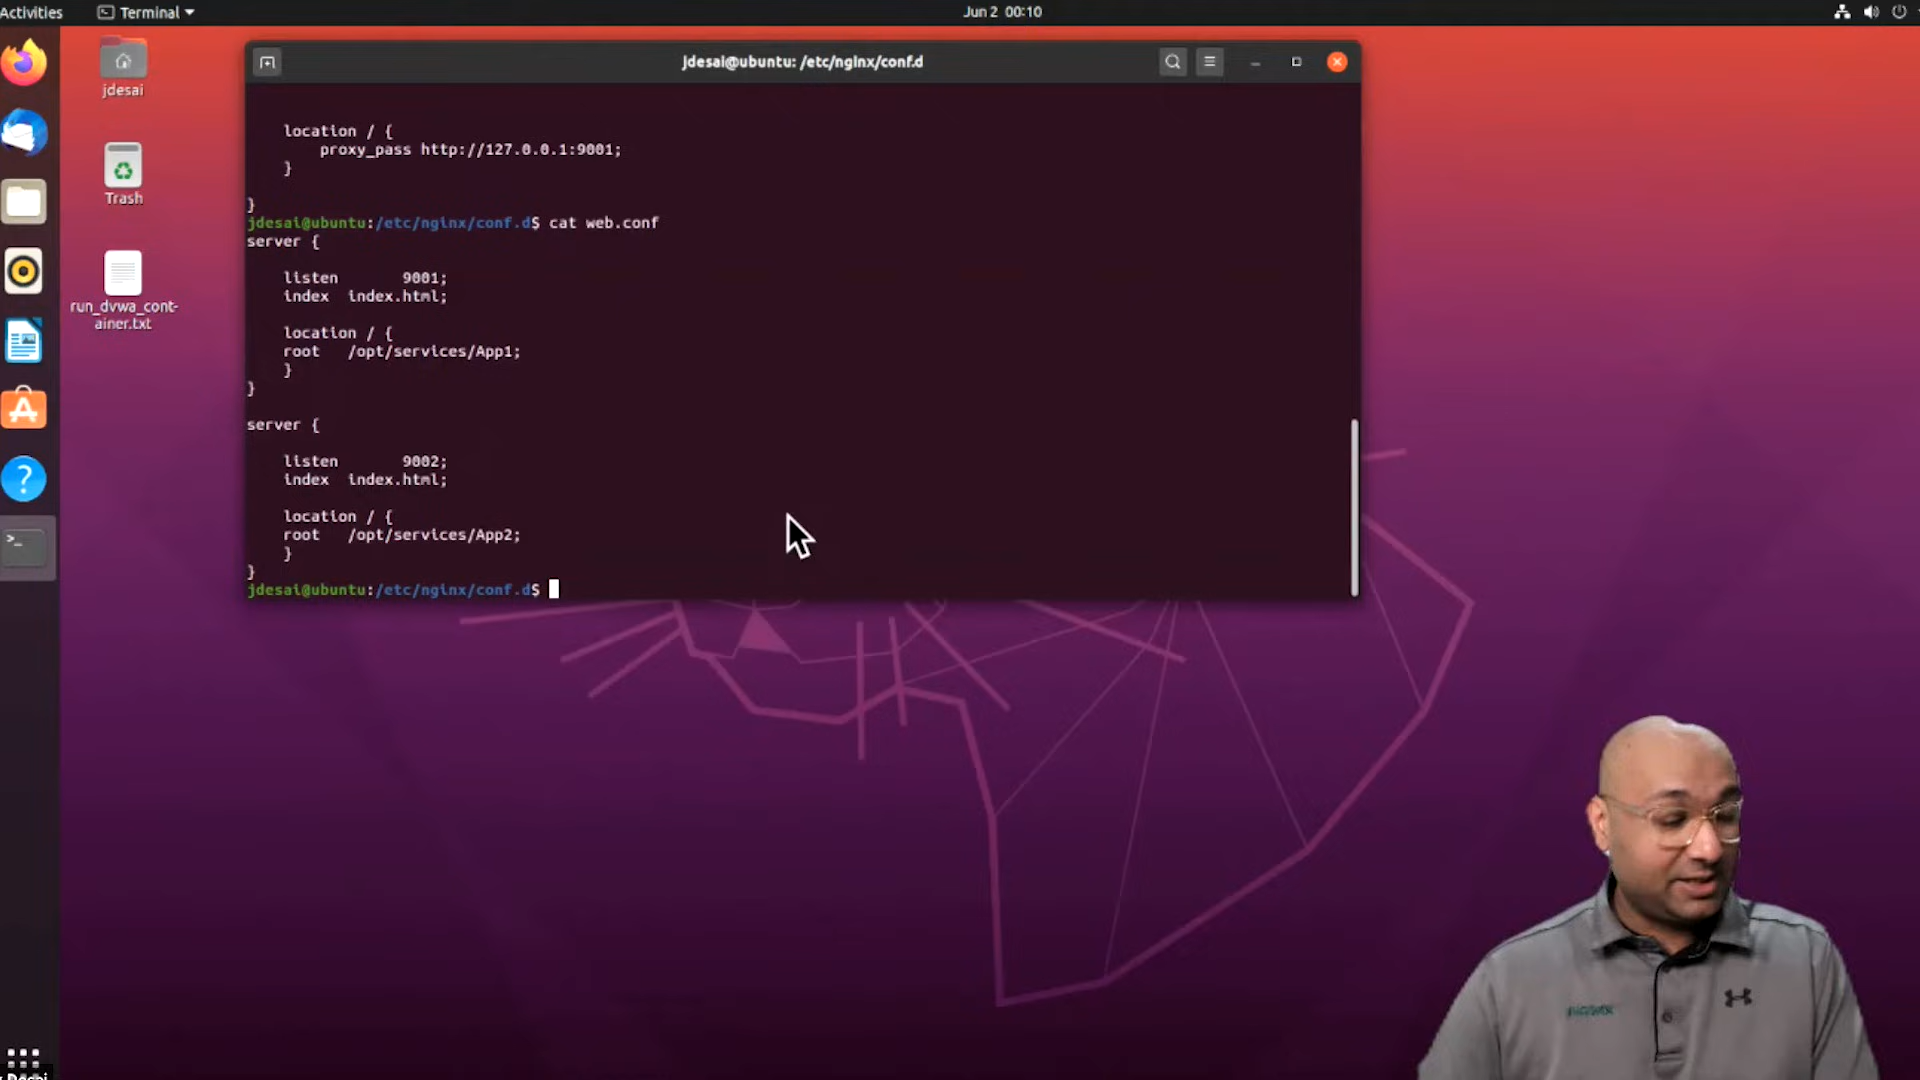 Activities
Terminal
Jun 2 00:10
jdesai
Trash
run_dvwa_cont-
ainer.txt
jdesai@ubuntu: /etc/nginx/conf.d
location / {
proxy_pass http://127.0.0.1:9001;
}
}
jdesai@ubuntu:/etc/nginx/conf.d$ cat web.conf
server {
listen 9001;
index index.html;
location / {
root /opt/services/App1;
}
}
server {
listen 9002;
index index.html;
location / {
root /opt/services/App2;
}
}
jdesai@ubuntu:/etc/nginx/conf.d$
Desai